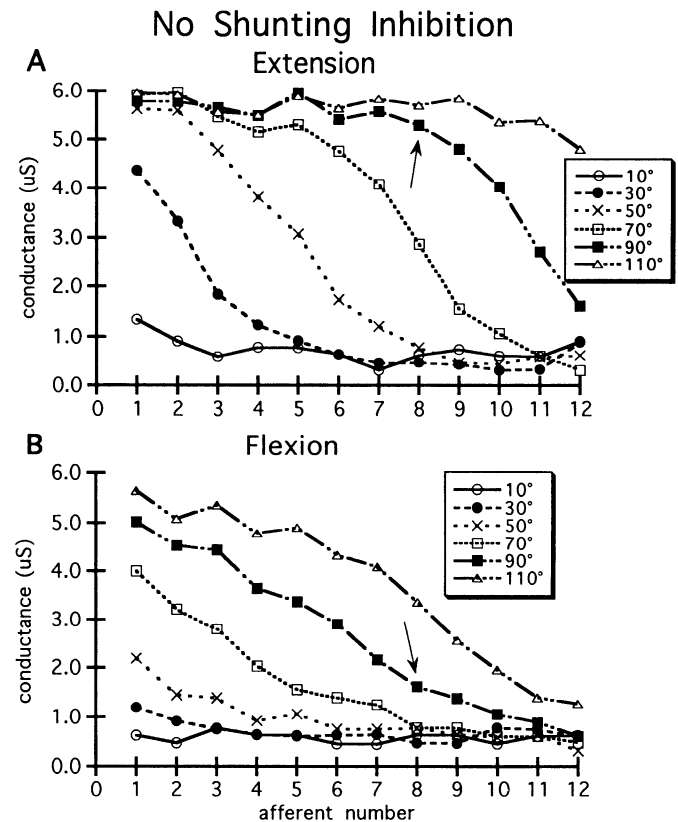 No Shunting Inhibition
A
Extension
6.0
5.0
4.0
3.0
2.0
1.0
0.0
conductance (uS)
10°
30°
50°
70°
90°
110°
0 1 2 3 4 5 6 7 8 9 10 11 12
B
Flexion
6.0
5.0
4.0
3.0
2.0
1.0
0.0
conductance (uS)
10°
30°
50°
70°
90°
110°
0 1 2 3 4 5 6 7 8 9 10 11 12
afferent number